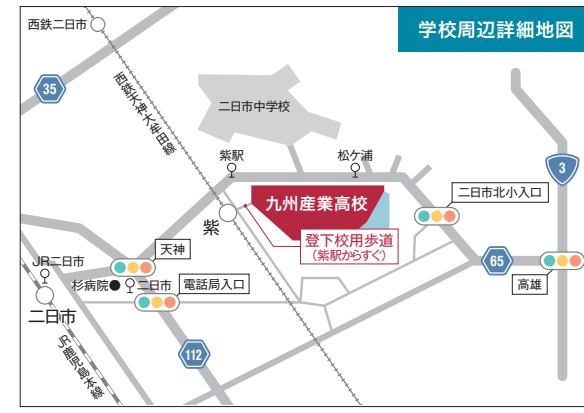 学校周辺詳細地図
西鉄二日市
35
西鉄天神大牟田線
二日市中学校
紫駅
松ケ浦
3
九州産業高校
二日市北小入口
紫
登下校用歩道
(紫駅からすぐ)
天神
65
JR二日市
杉病院
二日市
電話局入口
高雄
二日市
112
JR鹿児島本線